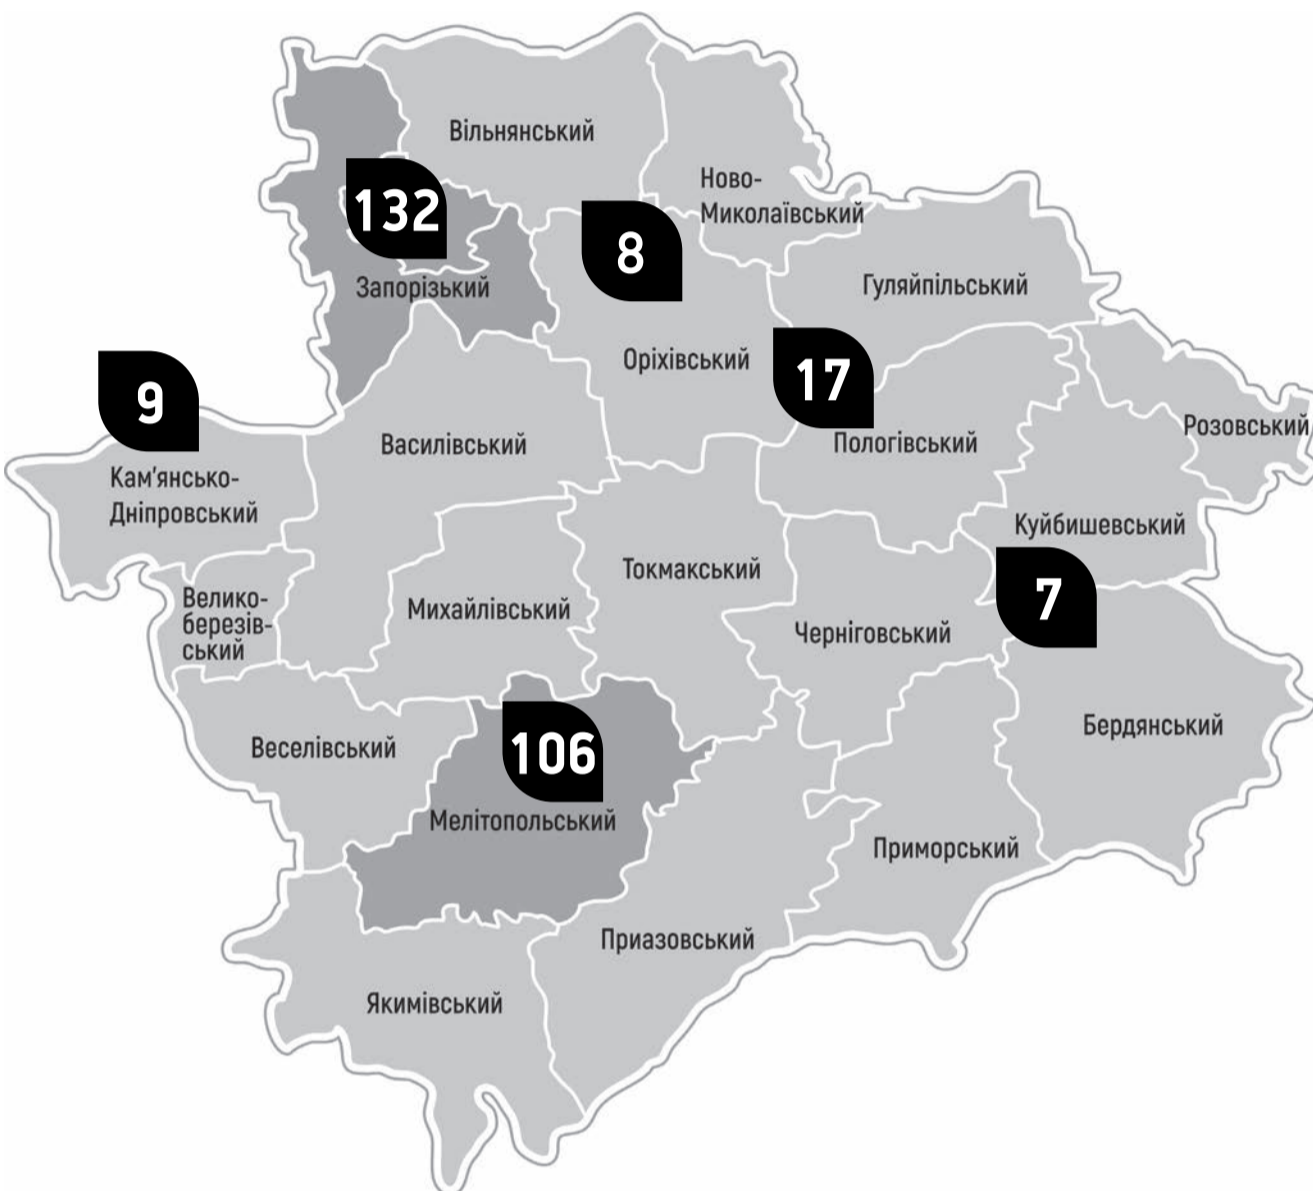 Вільнянський
Ново-
Миколаївський
132
8
Запорізький
Гуляйпільський
Оріхівський
17
9
Василівський
Пологівський
Розовський
Кам'янсько-
Дніпровський
Куйбишевський
Токмакський
7
Велико-
березів-
ський
Михайлівський
Черніговський
Веселівський
106
Бердянський
Мелітопольський
Приморський
Приазовський
Якимівський